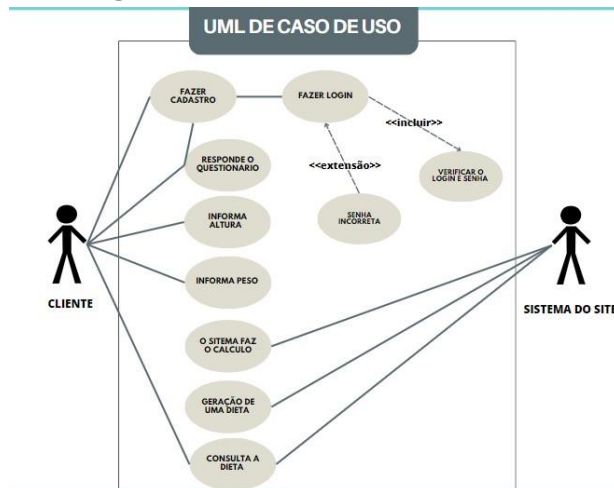 UML DE CASO DE USO
FAZER
CADASTRO
FAZER LOGIN
<<incluir>>
RESPONDE O
QUESTIONARIO
<<extensão>>
VERIFICAR O
LOGIN E SENHA
INFORMA
ALTURA
SENHA
INCORRETA
INFORMA PESO
CLIENTE
SISTEMA DO SITE
O SITEMA FAZ
O CALCULO
GERAÇÃO DE
UMA DIETA
CONSULTA A
DIETA